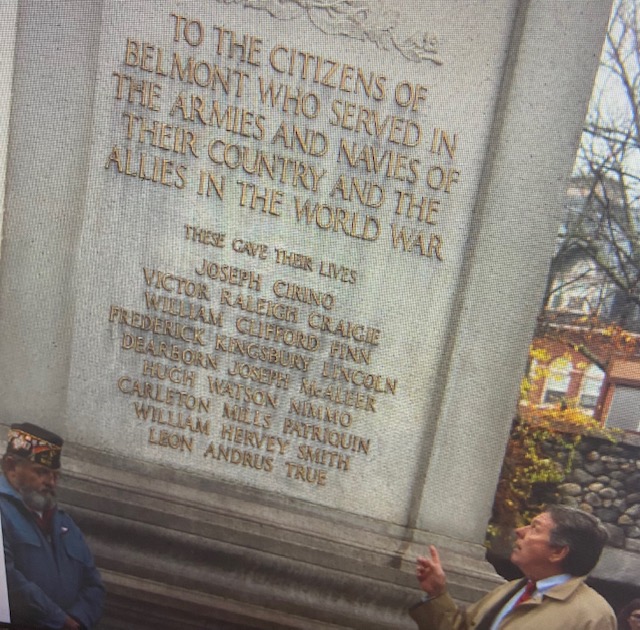 TO THE CITIZENS OF
BELMONT WHO SERVED IN
THE ARMIES AND NAVIES OF
THEIR COUNTRY AND THE
ALLIES IN THE WORLD WAR
THESE GAVE THEIR LIVES
JOSEPH CIRINO
VICTOR RALEIGH CRAIGIE
WILLIAM CLIFFORD FINN
FREDERICK KINGSBURY LINCOLN
DEARBORN JOSEPH McALEER
HUGH WATSON NIMMO
CARLETON MILLS PATRIQUIN
WILLIAM HERVEY SMITH
LEON ANDRUS TRUE